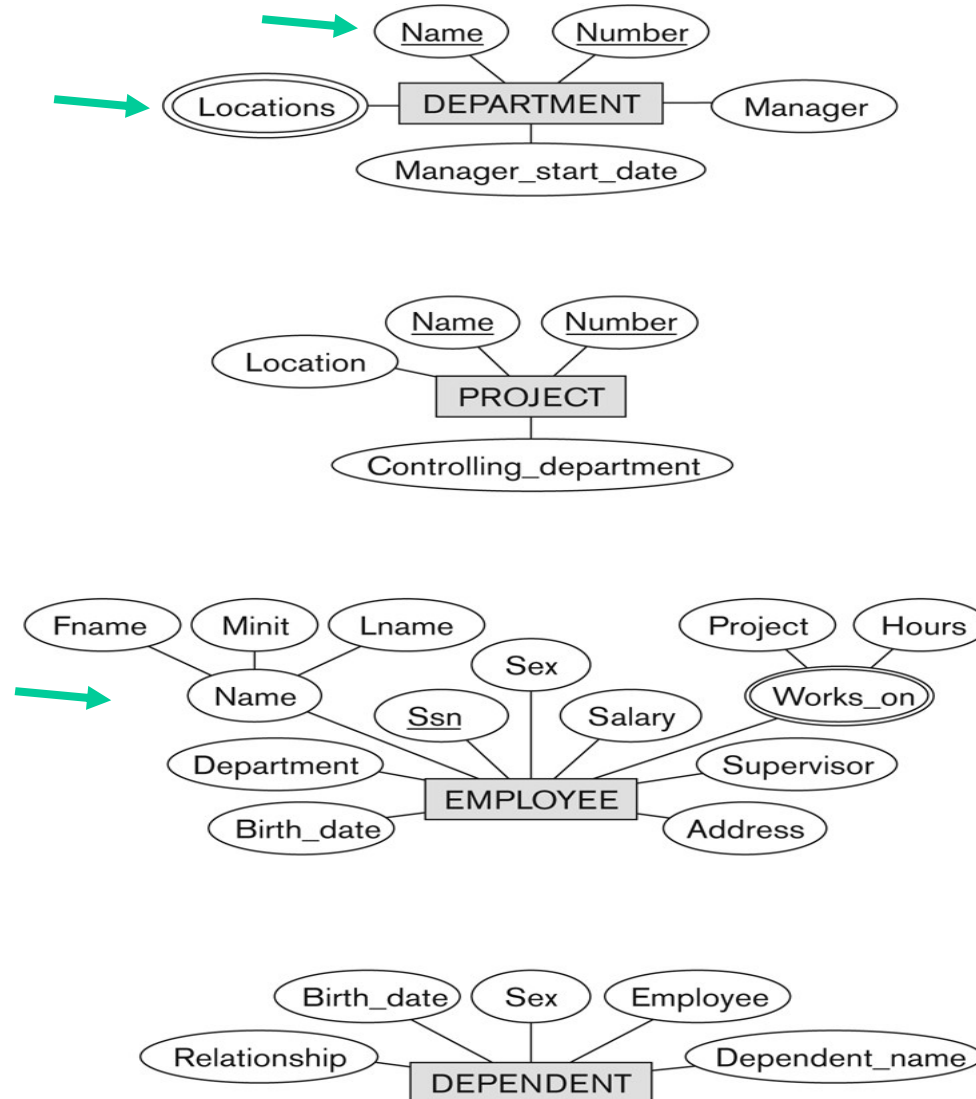 Name
Number
Locations
DEPARTMENT
Manager
Manager_start_date
Name
Number
Location
PROJECT
Controlling_department
Fname
Minit
Lname
Project
Hours
Sex
Name
Works_on
Ssn
Salary
Department
Supervisor
EMPLOYEE
Birth_date
Address
Birth_date
Sex
Employee
Relationship
Dependent_name
DEPENDENT